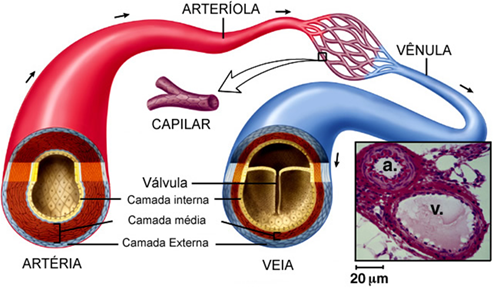 ARTERÍOLA
VÊNULA
CAPILAR
Válvula
Camada interna
Camada média
Camada Externa
ARTÉRIA
VEIA
a.
v.
20 µm